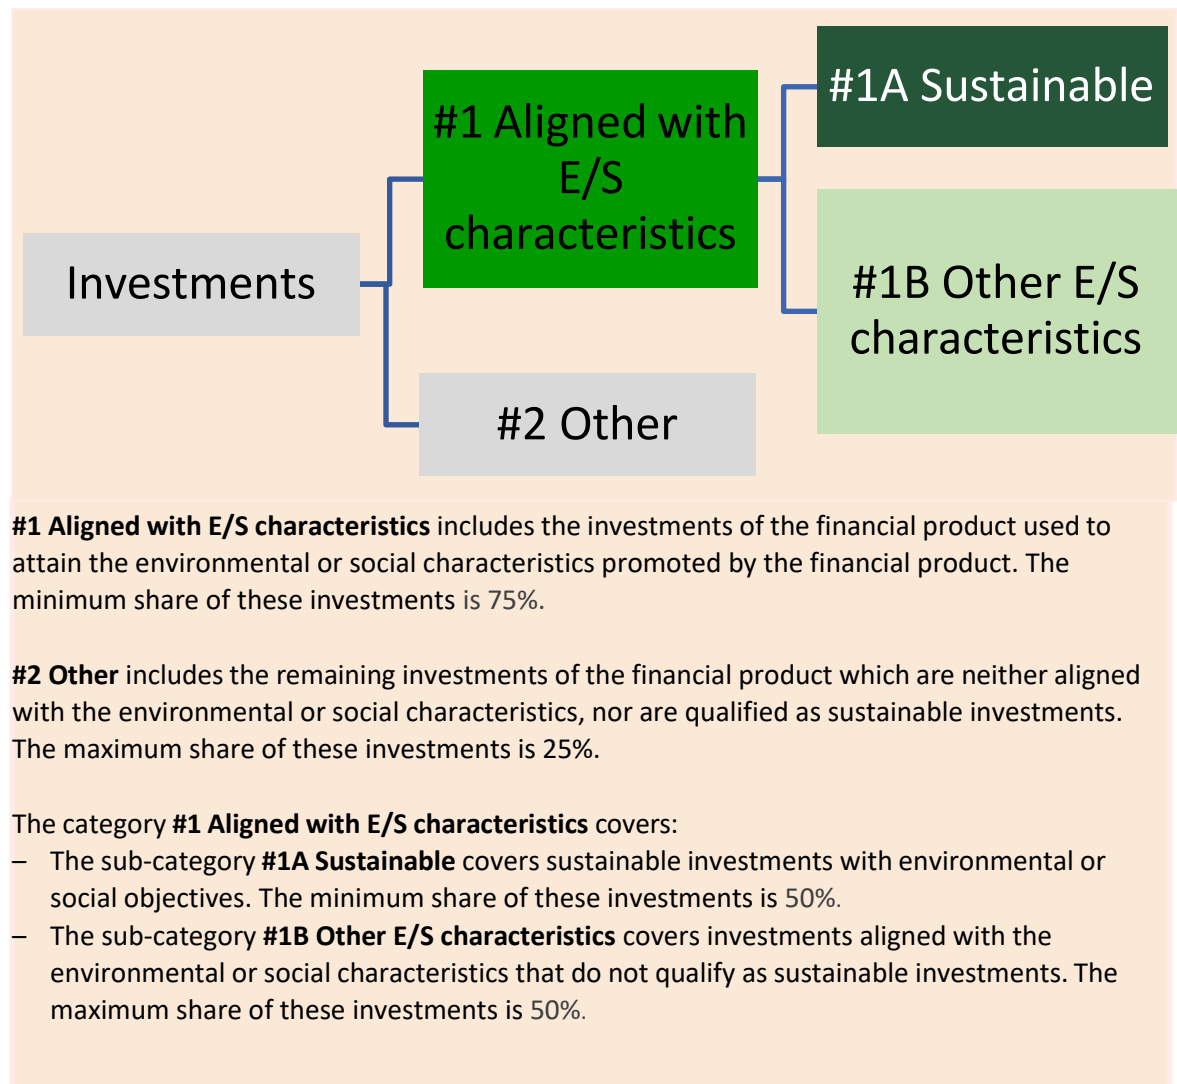 #1A Sustainable
#1 Aligned with
E/S
characteristics
Investments
#1B Other E/S
characteristics
#2 Other
#1 Aligned with E/S characteristics includes the investments of the financial product used to
attain the environmental or social characteristics promoted by the financial product. The
minimum share of these investments is 75%.
#2 Other includes the remaining investments of the financial product which are neither aligned
with the environmental or social characteristics, nor are qualified as sustainable investments.
The maximum share of these investments is 25%.
The category #1 Aligned with E/S characteristics covers:
– The sub-category #1A Sustainable covers sustainable investments with environmental or
social objectives. The minimum share of these investments is 50%.
– The sub-category #1B Other E/S characteristics covers investments aligned with the
environmental or social characteristics that do not qualify as sustainable investments. The
maximum share of these investments is 50%.